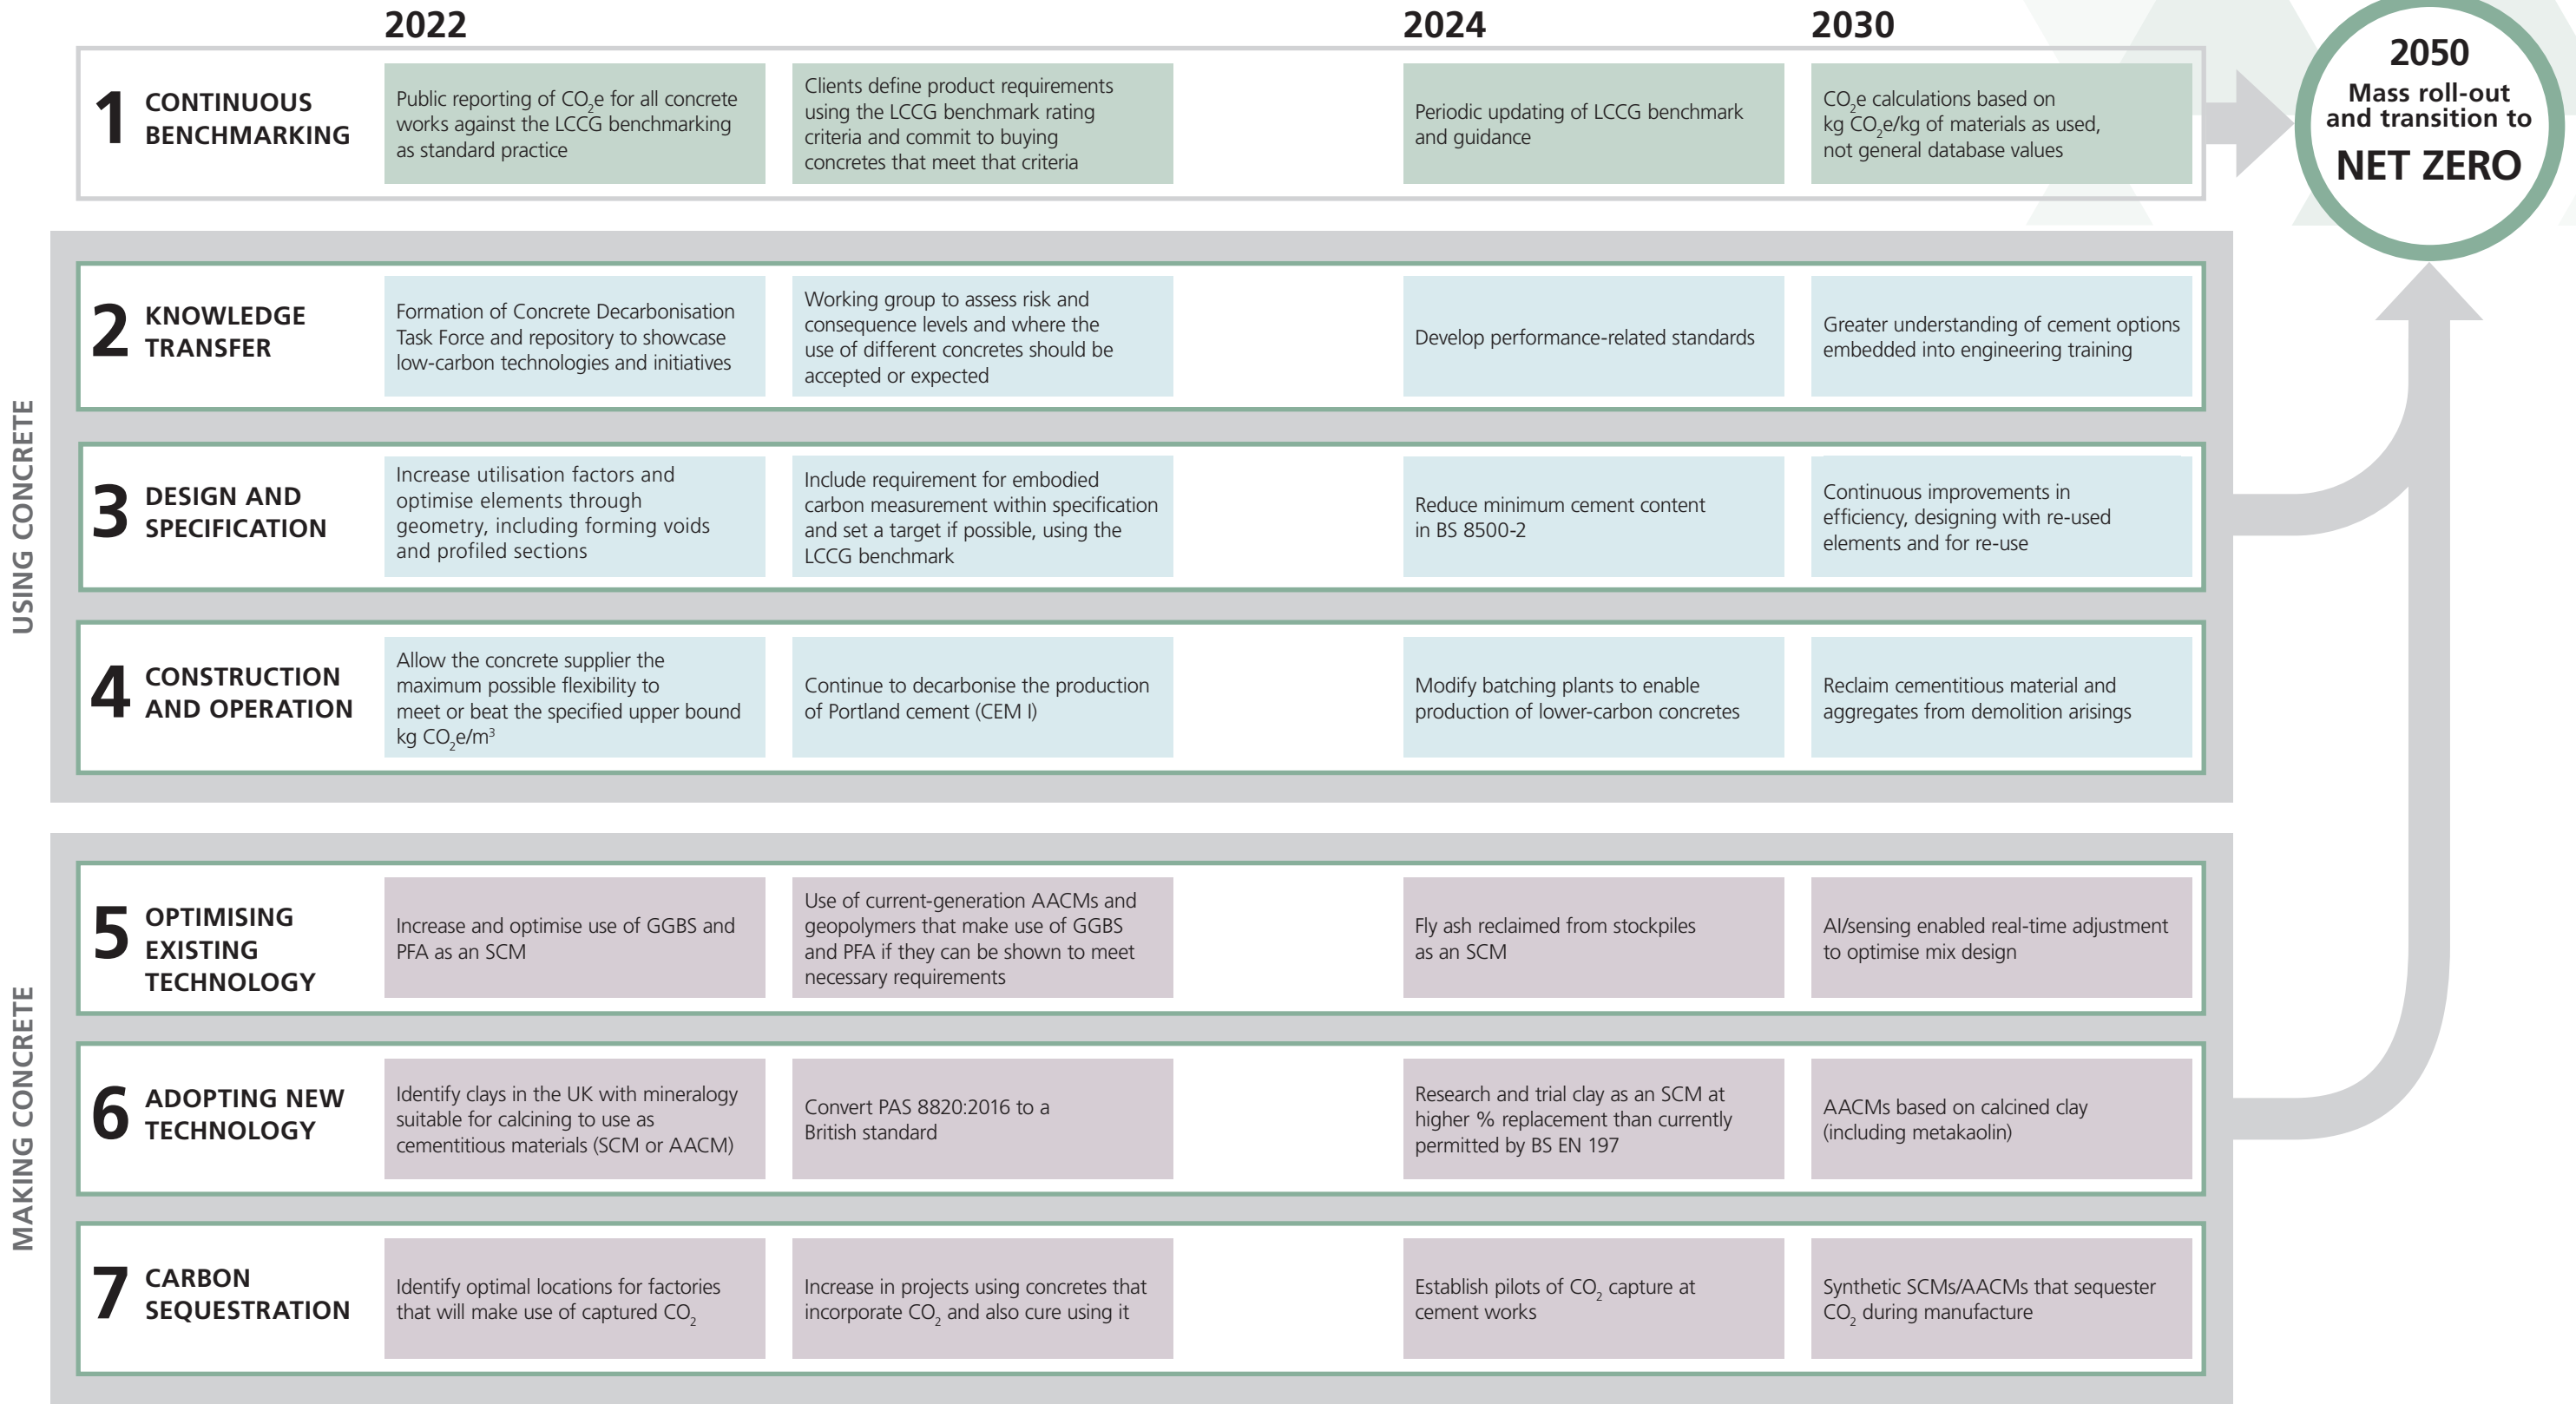 2022
2024
2030
2050
Mass roll-out
and transition to
NET ZERO
1 CONTINUOUS
BENCHMARKING
Public reporting of CO₂e for all concrete
works against the LCCG benchmarking
as standard practice
Clients define product requirements
using the LCCG benchmark rating
criteria and commit to buying
concretes that meet that criteria
Periodic updating of LCCG benchmark
and guidance
CO₂e calculations based on
kg CO₂e/kg of materials as used,
not general database values
USING CONCRETE
2 KNOWLEDGE
TRANSFER
Formation of Concrete Decarbonisation
Task Force and repository to showcase
low-carbon technologies and initiatives
Working group to assess risk and
consequence levels and where the
use of different concretes should be
accepted or expected
Develop performance-related standards
Greater understanding of cement options
embedded into engineering training
3 DESIGN AND
SPECIFICATION
Increase utilisation factors and
optimise elements through
geometry, including forming voids
and profiled sections
Include requirement for embodied
carbon measurement within specification
and set a target if possible, using the
LCCG benchmark
Reduce minimum cement content
in BS 8500-2
Continuous improvements in
efficiency, designing with re-used
elements and for re-use
4 CONSTRUCTION
AND OPERATION
Allow the concrete supplier the
maximum possible flexibility to
meet or beat the specified upper bound
kg CO₂e/m³
Continue to decarbonise the production
of Portland cement (CEM I)
Modify batching plants to enable
production of lower-carbon concretes
Reclaim cementitious material and
aggregates from demolition arisings
MAKING CONCRETE
5 OPTIMISING
EXISTING
TECHNOLOGY
Increase and optimise use of GGBS and
PFA as an SCM
Use of current-generation AACMs and
geopolymers that make use of GGBS
and PFA if they can be shown to meet
necessary requirements
Fly ash reclaimed from stockpiles
as an SCM
AI/sensing enabled real-time adjustment
to optimise mix design
6 ADOPTING NEW
TECHNOLOGY
Identify clays in the UK with mineralogy
suitable for calcining to use as
cementitious materials (SCM or AACM)
Convert PAS 8820:2016 to a
British standard
Research and trial clay as an SCM at
higher % replacement than currently
permitted by BS EN 197
AACMs based on calcined clay
(including metakaolin)
7 CARBON
SEQUESTRATION
Identify optimal locations for factories
that will make use of captured CO₂
Increase in projects using concretes that
incorporate CO₂ and also cure using it
Establish pilots of CO₂ capture at
cement works
Synthetic SCMs/AACMs that sequester
CO₂ during manufacture